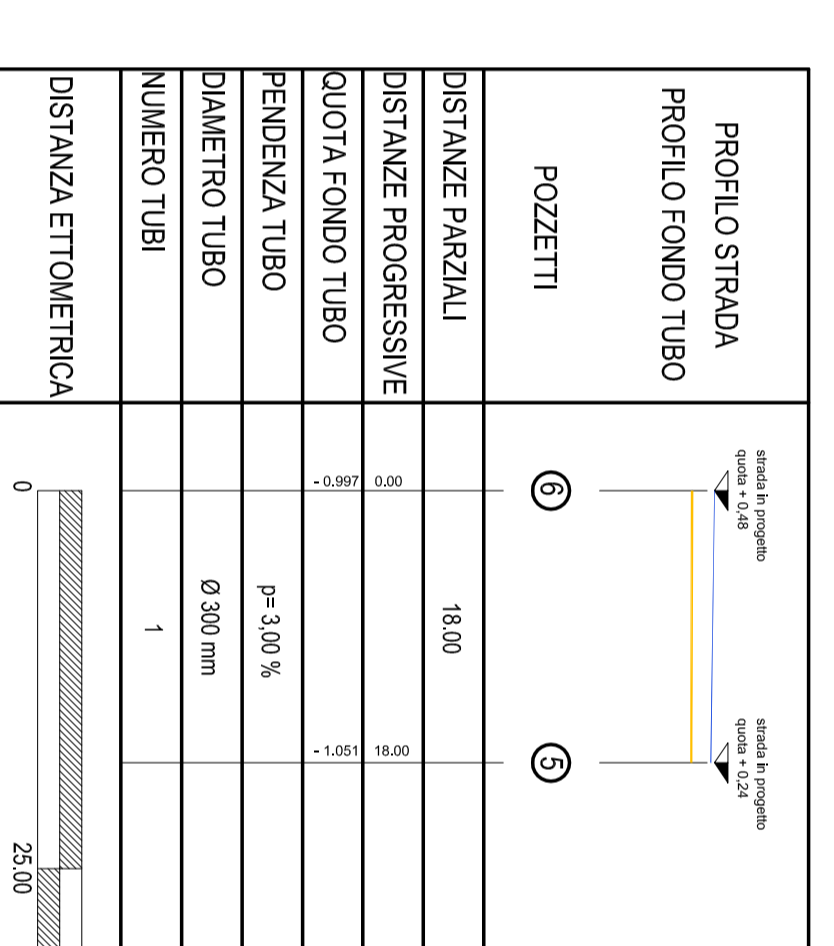 strada in progetto
quota + 0,48
strada in progetto
quota + 0,24
PROFILO STRADA
PROFILO FONDO TUBO
POZZETTI
6
5
DISTANZE PARZIALI
18.00
DISTANZE PROGRESSIVE
0.00
18.00
QUOTA FONDO TUBO
- 0.997
- 1.051
PENDENZA TUBO
p= 3,00 %
DIAMETRO TUBO
Ø 300 mm
NUMERO TUBI
1
DISTANZA ETTOMETRICA
0
25.00